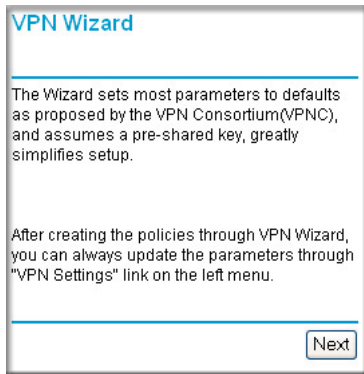 VPN Wizard
The Wizard sets most parameters to defaults
as proposed by the VPN Consortium(VPNC),
and assumes a pre-shared key, greatly
simplifies setup.
After creating the policies through VPN Wizard,
you can always update the parameters through
"VPN Settings" link on the left menu.
Next